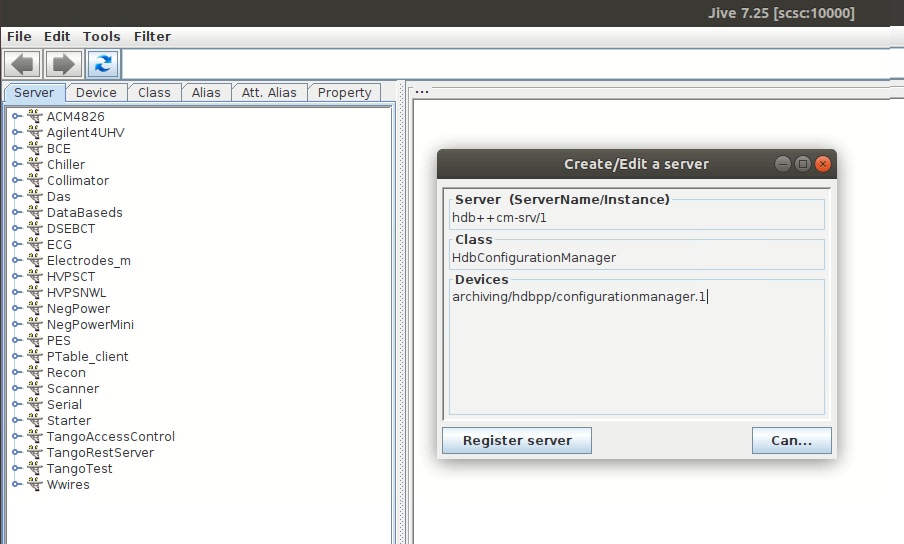 Jive 7.25 [scsc:10000]
File Edit Tools Filter
Server Device Class Alias Att. Alias Property
...
ACM4826
Agilent4UHV
BCE
Chiller
Collimator
Das
DataBaseds
DSEBCT
ECG
Electrodes_m
HVPSCT
HVPSNWL
NegPower
NegPowerMini
PES
PTable_client
Recon
Scanner
Serial
Starter
TangoAccessControl
TangoRestServer
TangoTest
Wwires
Create/Edit a server
Server (ServerName/Instance)
hdb++cm-srv/1
Class
HdbConfigurationManager
Devices
archiving/hdbpp/configurationmanager.1
Register server
Can...